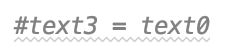 #text3 = text0